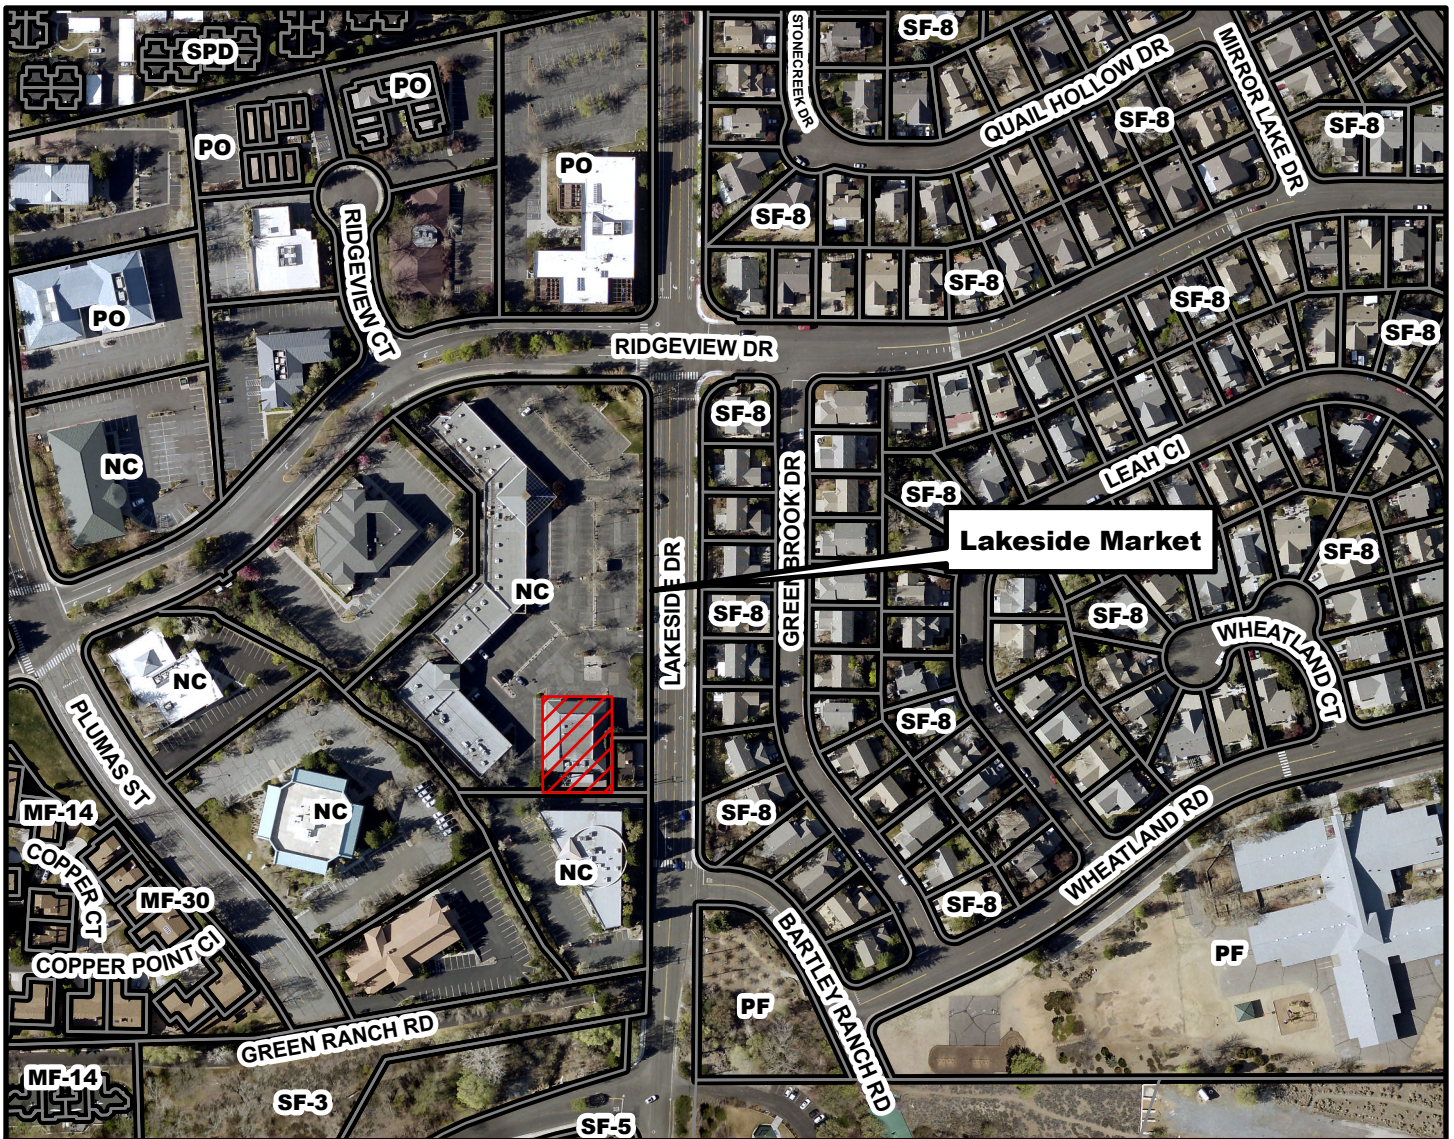 SF-8
STONECREEK DR
QUAIL HOLLOW DR
MIRROR LAKE DR
SPD
PO
SF-8
SF-8
PO
PO
SF-8
RIDGEVIEW CT
SF-8
SF-8
PO
SF-8
RIDGEVIEW DR
SF-8
NC
LEAH CI
SF-8
GREENBROOK DR
Lakeside Market
SF-8
NC
LAKESIDE DR
SF-8
SF-8
WHEATLAND CT
NC
SF-8
PLUMAS ST
MF-14
NC
SF-8
WHEATLAND RD
COPPER CT
NC
MF-30
SF-8
COPPER POINT CI
BARTLEY RANCH RD
PF
PF
GREEN RANCH RD
MF-14
SF-3
SF-5